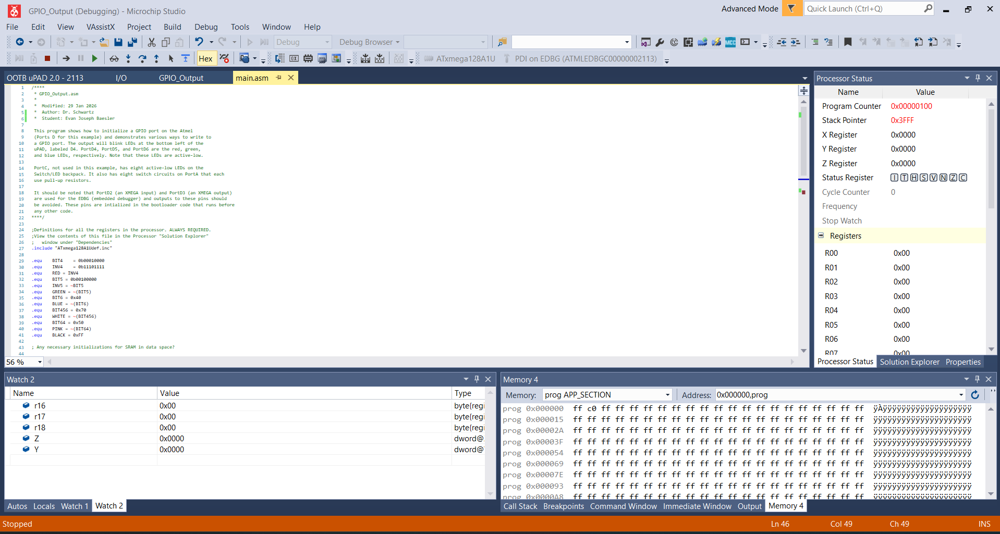 GPIO_Output (Debugging) - Microchip Studio
Advanced Mode
Quick Launch (Ctrl+Q)
File Edit View VAssistX Project Build Debug Tools Window Help
Debug Debug Browser
Hex ATxmega128A1U PDI on EDBG (ATMLEDBGC00000002113)
OOTB uPAD 2.0 - 2113 I/O GPIO_Output main.asm
1 /****
2 * GPIO_Output.asm
3 *
4 * Modified: 29 Jan 2026
5 * Author: Dr. Schwartz
6 * Student: Evan Joseph Baesler
7
8 This program shows how to initialize a GPIO port on the Atmel
9 (Ports D for this example) and demonstrates various ways to write to
10 a GPIO port. The output will blink LEDs at the bottom left of the
11 uPAD, labeled D4. PortD4, PortD5, and PortD6 are the red, green,
12 and blue LEDs, respectively. Note that these LEDs are active-low.
13
14 PortC, not used in this example, has eight active-low LEDs on the
15 Switch/LED backpack. It also has eight switch circuits on PortA that each
16 use pull-up resistors.
17
18 It should be noted that PortD2 (an XMEGA input) and PortD3 (an XMEGA output)
19 are used for the EDBG (embedded debugger) and outputs to these pins should
20 be avoided. These pins are intialized in the bootloader code that runs before
21 any other code.
22 ****/
23
24 ;Definitions for all the registers in the processor. ALWAYS REQUIRED.
25 ;View the contents of this file in the Processor "Solution Explorer"
26 ; window under "Dependencies"
27 .include "ATxmega128A1Udef.inc"
28
29 .equ BIT4 = 0b00010000
30 .equ INV4 = 0b11101111
31 .equ RED = INV4
32 .equ BIT5 = 0b00100000
33 .equ INV5 = ~BIT5
34 .equ GREEN = ~(BIT5)
35 .equ BIT6 = 0x40
36 .equ BLUE = ~(BIT6)
37 .equ BIT456 = 0x70
38 .equ WHITE = ~(BIT456)
39 .equ BIT64 = 0x50
40 .equ PINK = ~(BIT64)
41 .equ BLACK = 0xFF
42
43 ; Any necessary initializations for SRAM in data space?
44
56 %
Processor Status
Name Value
Program Counter 0x00000100
Stack Pointer 0x3FFF
X Register 0x0000
Y Register 0x0000
Z Register 0x0000
Status Register I T H S V N Z C
Cycle Counter 0
Frequency
Stop Watch
Registers
R00 0x00
R01 0x00
R02 0x00
R03 0x00
R04 0x00
R05 0x00
R06 0x00
R07 0x00
Processor Status Solution Explorer Properties
Watch 2
Name Value Type
r16 0x00 byte{regi
r17 0x00 byte{regi
r18 0x00 byte{regi
Z 0x0000 dword@
Y 0x0000 dword@
Autos Locals Watch 1 Watch 2
Memory 4
Memory: prog APP_SECTION Address: 0x000000,prog
prog 0x000000 ff c0 ff ff ff ff ff ff ff ff ff ff ff ff ff ff ff ff ff ff ff ÿÀÿÿÿÿÿÿÿÿÿÿÿÿÿÿÿÿÿÿÿ
prog 0x000015 ff ff ff ff ff ff ff ff ff ff ff ff ff ff ff ff ff ff ff ff ff ÿÿÿÿÿÿÿÿÿÿÿÿÿÿÿÿÿÿÿÿÿ
prog 0x00002A ff ff ff ff ff ff ff ff ff ff ff ff ff ff ff ff ff ff ff ff ff ÿÿÿÿÿÿÿÿÿÿÿÿÿÿÿÿÿÿÿÿÿ
prog 0x00003F ff ff ff ff ff ff ff ff ff ff ff ff ff ff ff ff ff ff ff ff ff ÿÿÿÿÿÿÿÿÿÿÿÿÿÿÿÿÿÿÿÿÿ
prog 0x000054 ff ff ff ff ff ff ff ff ff ff ff ff ff ff ff ff ff ff ff ff ff ÿÿÿÿÿÿÿÿÿÿÿÿÿÿÿÿÿÿÿÿÿ
prog 0x000069 ff ff ff ff ff ff ff ff ff ff ff ff ff ff ff ff ff ff ff ff ff ÿÿÿÿÿÿÿÿÿÿÿÿÿÿÿÿÿÿÿÿÿ
prog 0x00007E ff ff ff ff ff ff ff ff ff ff ff ff ff ff ff ff ff ff ff ff ff ÿÿÿÿÿÿÿÿÿÿÿÿÿÿÿÿÿÿÿÿÿ
prog 0x000093 ff ff ff ff ff ff ff ff ff ff ff ff ff ff ff ff ff ff ff ff ff ÿÿÿÿÿÿÿÿÿÿÿÿÿÿÿÿÿÿÿÿÿ
prog 0x0000A8 ff ff ff ff ff ff ff ff ff ff ff ff ff ff ff ff ff ff ff ff ff ÿÿÿÿÿÿÿÿÿÿÿÿÿÿÿÿÿÿÿÿÿ
Call Stack Breakpoints Command Window Immediate Window Output Memory 4
Stopped Ln 46 Col 49 Ch 49 INS